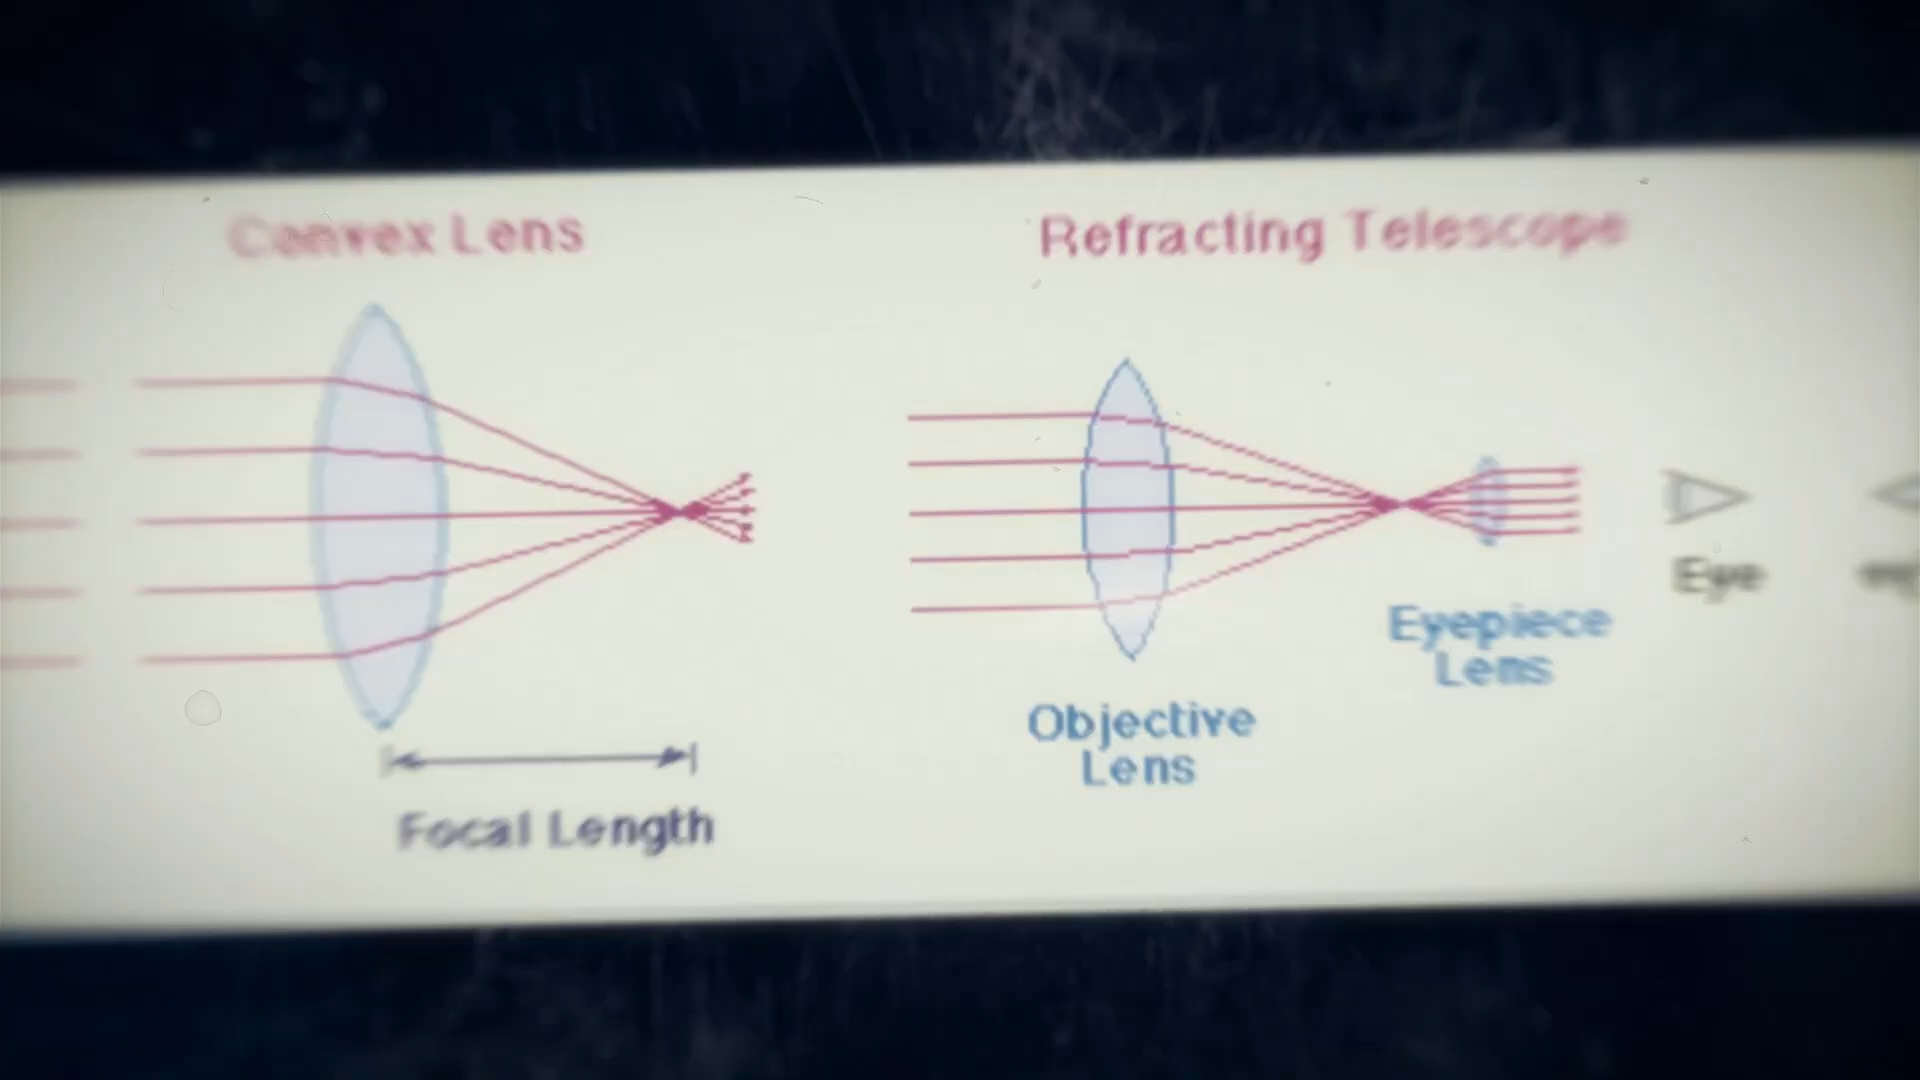 Convex Lens
Focal Length
Refracting Telescope
Objective
Lens
Eyepiece
Lens
Eye